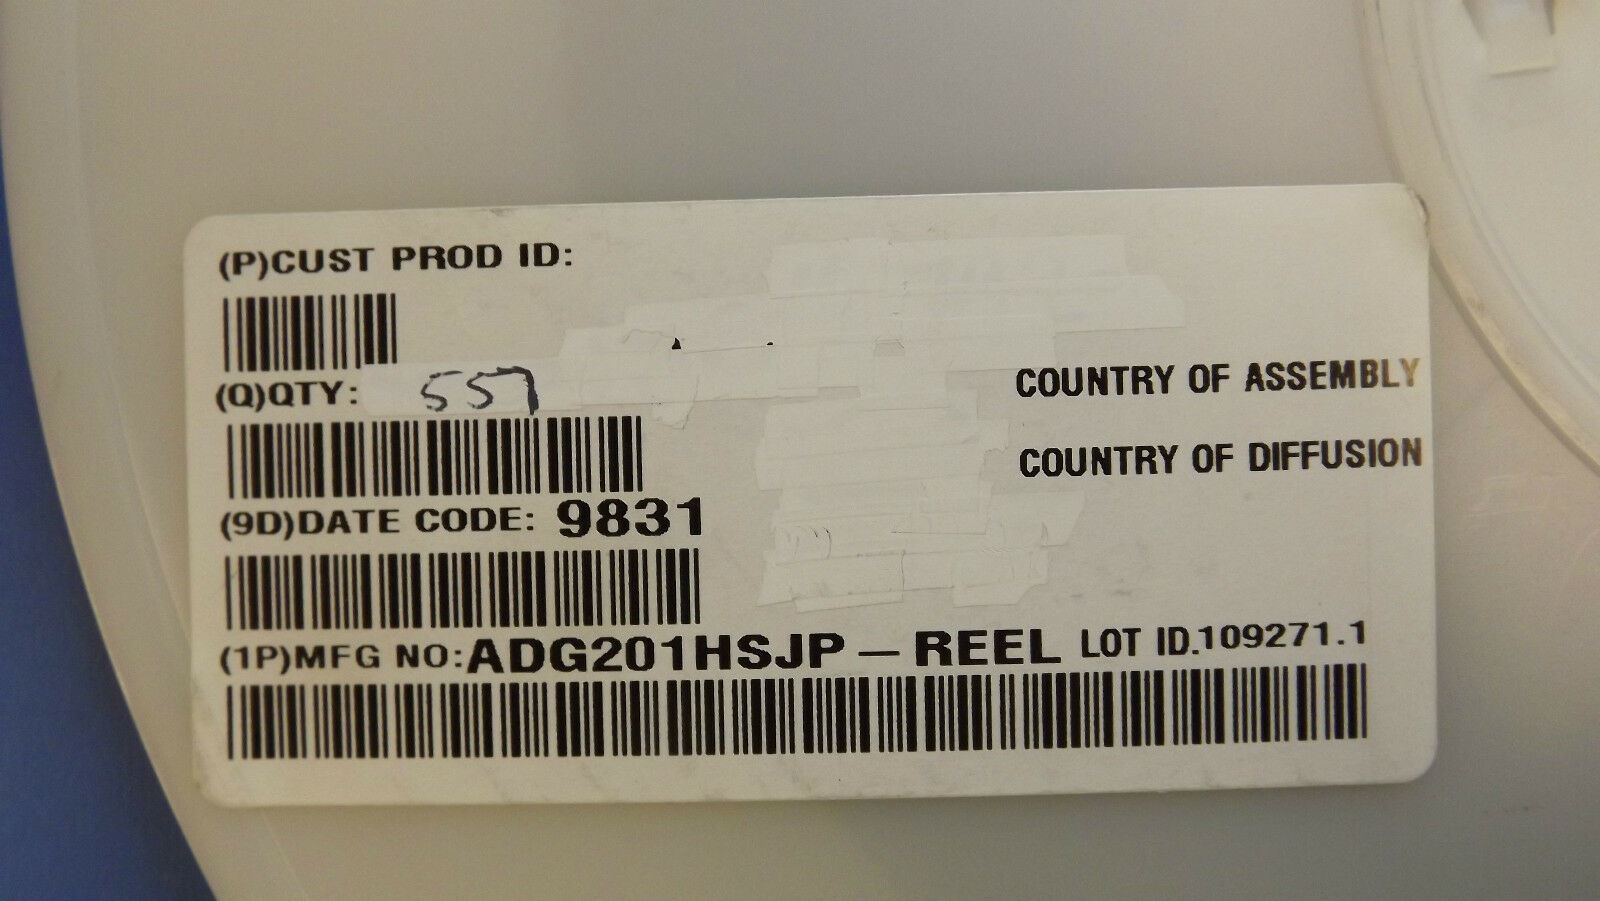 (P)CUST PROD ID:
(Q)QTY: 557
COUNTRY OF ASSEMBLY
COUNTRY OF DIFFUSION
(9D)DATE CODE: 9831
(1P)MFG NO:ADG201HSJP – REEL LOT ID.109271.1